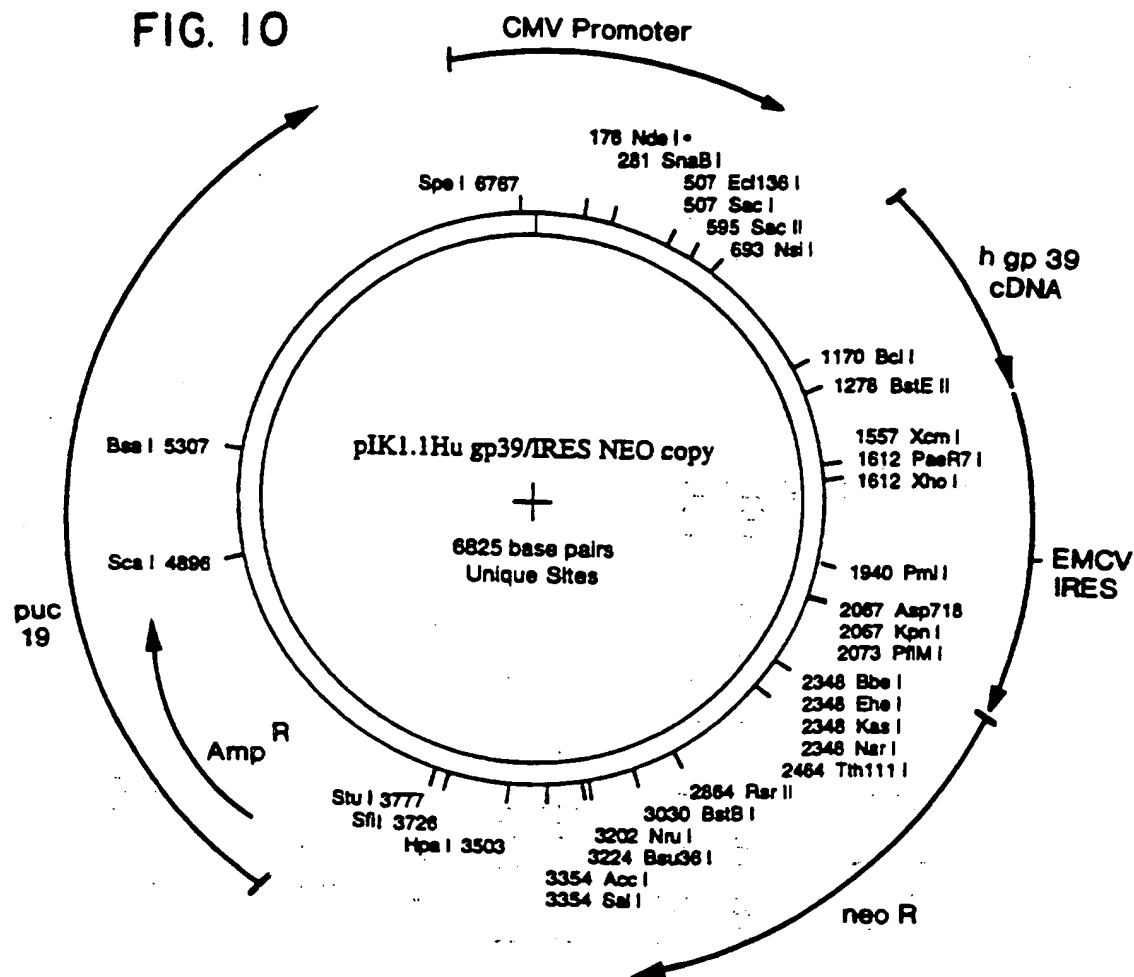 FIG. 10
CMV Promoter
176 Nde I
281 SnaB I
507 Ecl136 I
507 Sac I
595 Sac II
693 Nsi I
Spe I 6767
h gp 39
cDNA
1170 Bcl I
1278 BstE II
1557 Xcm I
1612 PaeR7 I
1612 Xho I
Bsa I 5307
pIK1.1Hu gp39/IRES NEO copy
6825 base pairs
Unique Sites
Sca I 4896
1940 Pml I
EMCV
IRES
2067 Asp718
2067 Kpn I
2073 PflM I
puc
19
2348 Bbe I
2348 Ehe I
2348 Kas I
2348 Nar I
2464 Tth111 I
Amp R
2864 Rsr II
3030 BstB I
3202 Nru I
3224 Bsu36 I
3354 Acc I
3354 Sal I
Stu I 3777
Sfi I 3726
Hpa I 3503
neo R